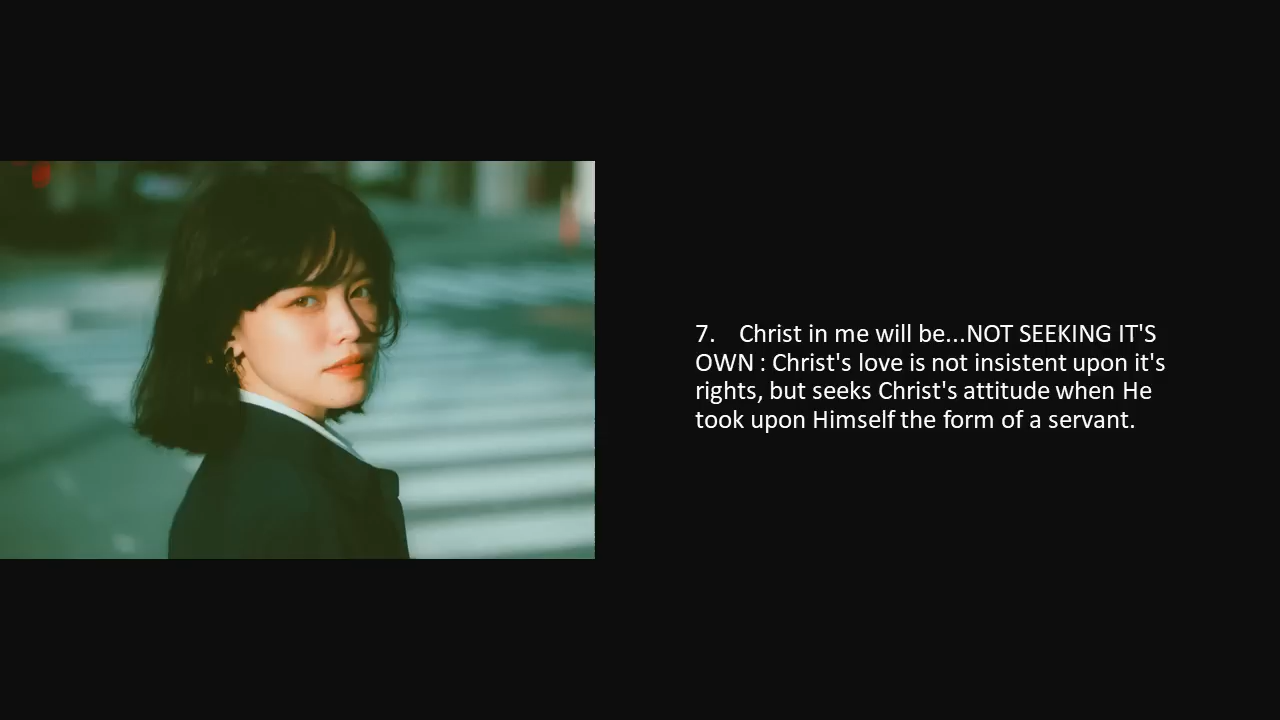 7. Christ in me will be...NOT SEEKING IT'S
OWN : Christ's love is not insistent upon it's
rights, but seeks Christ's attitude when He
took upon Himself the form of a servant.